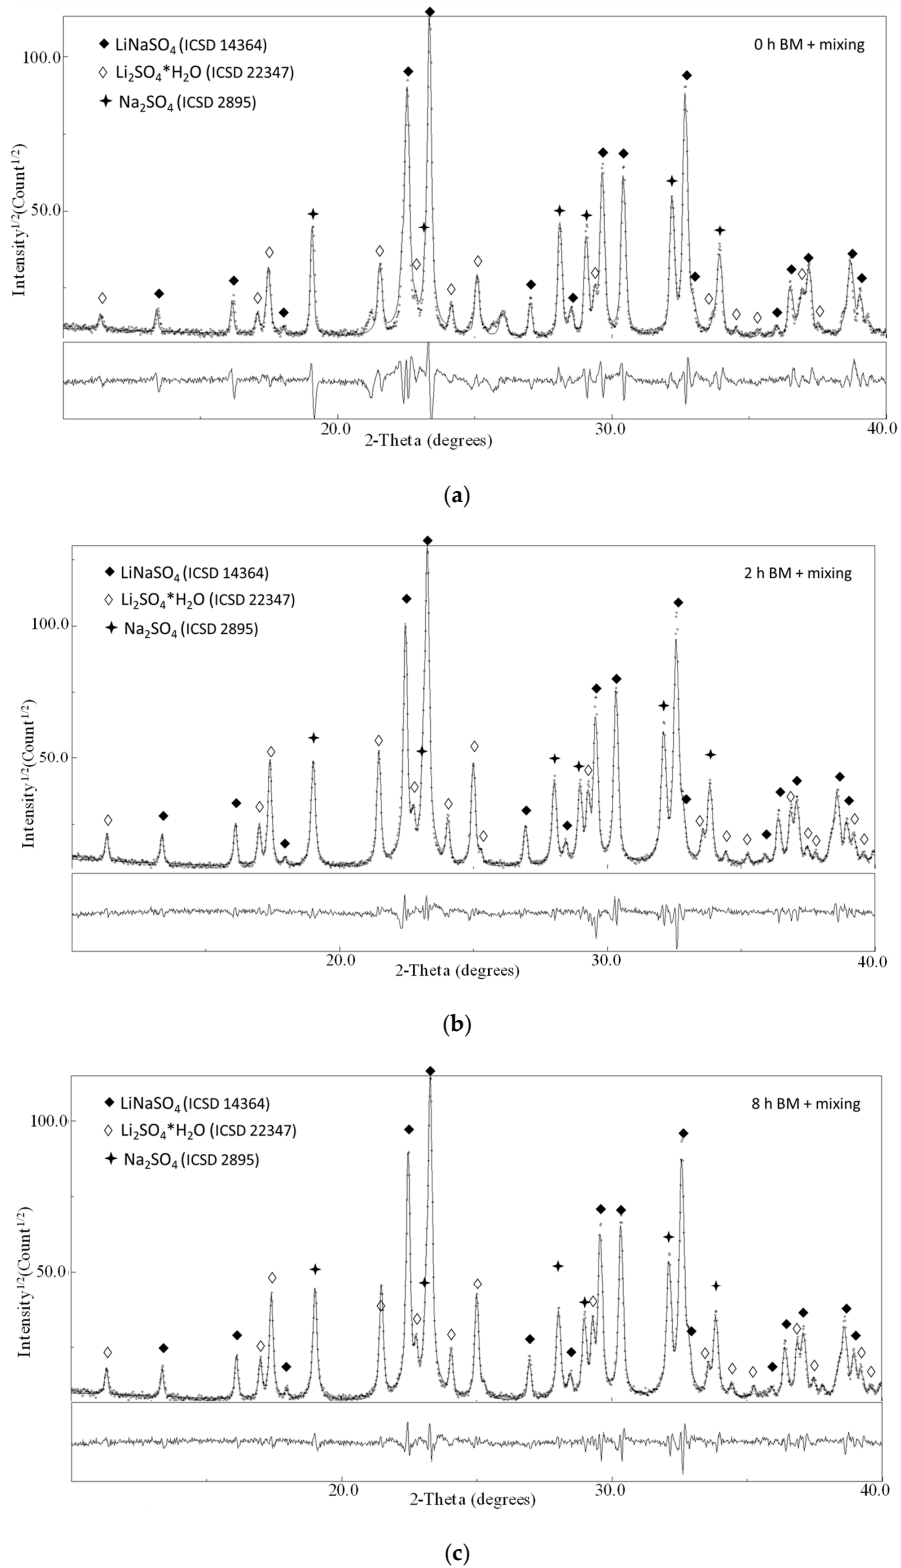 LiNaSO4 (ICSD 14364)
0 h BM + mixing
Li2SO4*H2O (ICSD 22347)
Na2SO4 (ICSD 2895)
100.0
50.0
Intensity1/2(Count1/2)
20.0
30.0
40.0
2-Theta (degrees)
(a)
LiNaSO4 (ICSD 14364)
2 h BM + mixing
Li2SO4*H2O (ICSD 22347)
Na2SO4 (ICSD 2895)
100.0
50.0
Intensity1/2(Count1/2)
20.0
30.0
40.0
2-Theta (degrees)
(b)
LiNaSO4 (ICSD 14364)
8 h BM + mixing
Li2SO4*H2O (ICSD 22347)
Na2SO4 (ICSD 2895)
100.0
50.0
Intensity1/2(Count1/2)
20.0
30.0
40.0
2-Theta (degrees)
(c)